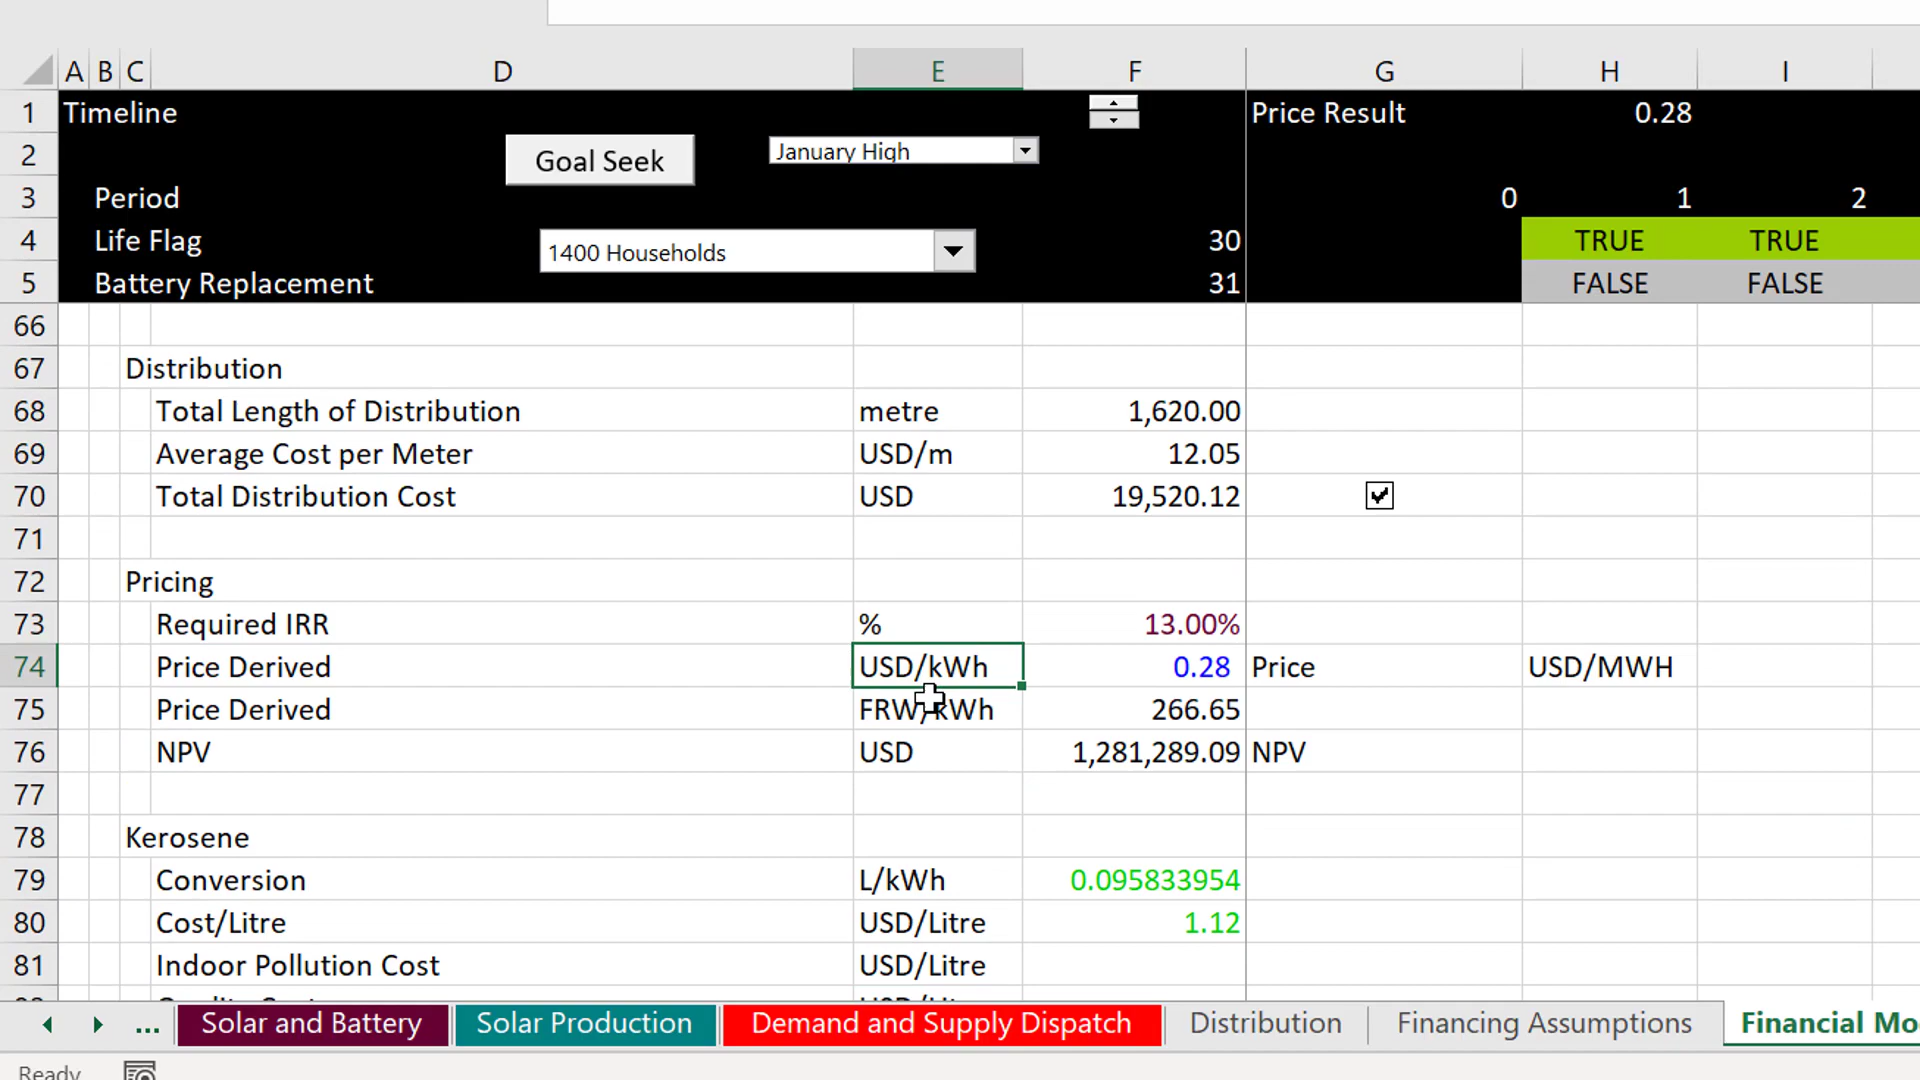 A B C D E F G H I
1 Timeline Price Result 0.28
2 Goal Seek January High
3 Period 0 1 2
4 Life Flag 1400 Households 30 TRUE TRUE
5 Battery Replacement 31 FALSE FALSE
66
67 Distribution
68 Total Length of Distribution metre 1,620.00
69 Average Cost per Meter USD/m 12.05
70 Total Distribution Cost USD 19,520.12
71
72 Pricing
73 Required IRR % 13.00%
74 Price Derived USD/kWh 0.28 Price USD/MWH
75 Price Derived FRW/kWh 266.65
76 NPV USD 1,281,289.09 NPV
77
78 Kerosene
79 Conversion L/kWh 0.095833954
80 Cost/Litre USD/Litre 1.12
81 Indoor Pollution Cost USD/Litre
... Solar and Battery Solar Production Demand and Supply Dispatch Distribution Financing Assumptions Financial Mo
Ready